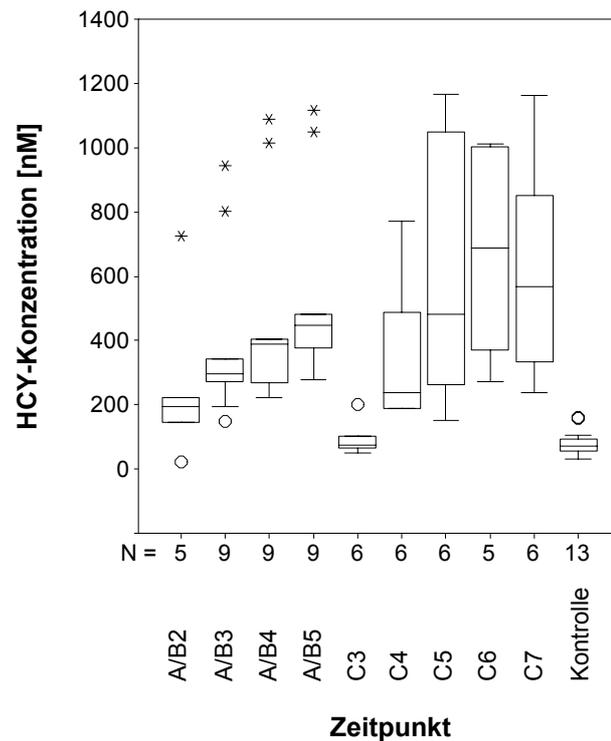 HCY-Konzentration [nM]
1400
1200
1000
800
600
400
200
0
N = 5 9 9 9 6 6 6 5 6 13
A/B2 A/B3 A/B4 A/B5 C3 C4 C5 C6 C7 Kontrolle
Zeitpunkt